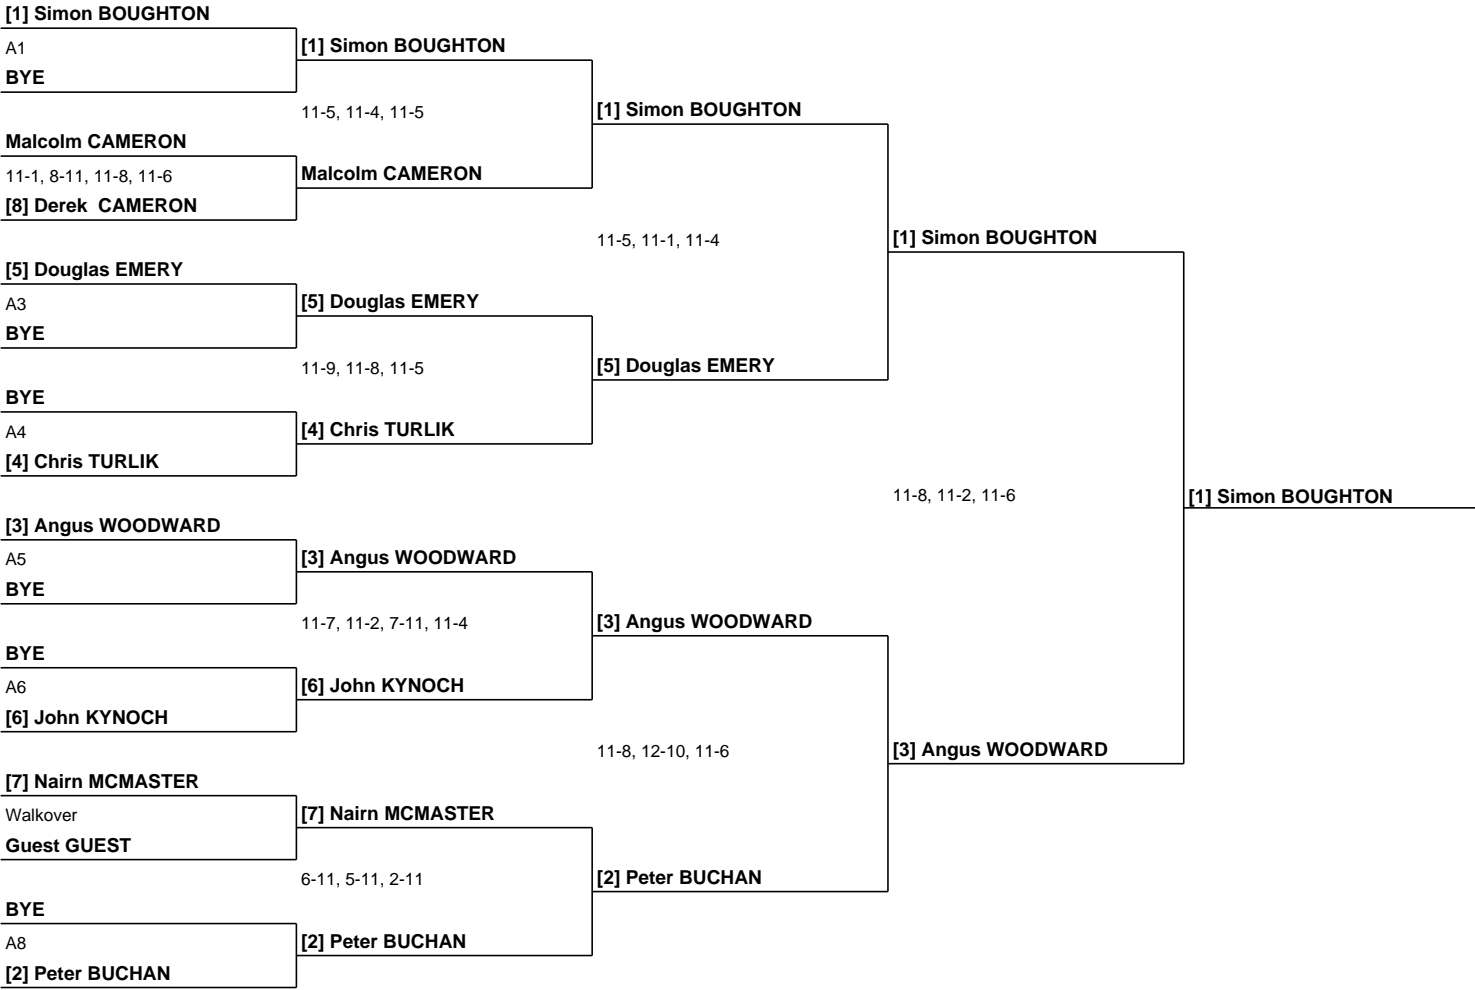 [1] Simon BOUGHTON
A1
BYE
Malcolm CAMERON
11-1, 8-11, 11-8, 11-6
[8] Derek  CAMERON
[5] Douglas EMERY
A3
BYE
BYE
A4
[4] Chris TURLIK
[3] Angus WOODWARD
A5
BYE
BYE
A6
[6] John KYNOCH
[7] Nairn MCMASTER
Walkover
Guest GUEST
BYE
A8
[2] Peter BUCHAN
[1] Simon BOUGHTON
11-5, 11-4, 11-5
Malcolm CAMERON
[5] Douglas EMERY
11-9, 11-8, 11-5
[4] Chris TURLIK
[3] Angus WOODWARD
11-7, 11-2, 7-11, 11-4
[6] John KYNOCH
[7] Nairn MCMASTER
6-11, 5-11, 2-11
[2] Peter BUCHAN
[1] Simon BOUGHTON
11-5, 11-1, 11-4
[5] Douglas EMERY
[3] Angus WOODWARD
11-8, 12-10, 11-6
[2] Peter BUCHAN
[1] Simon BOUGHTON
11-8, 11-2, 11-6
[3] Angus WOODWARD
[1] Simon BOUGHTON